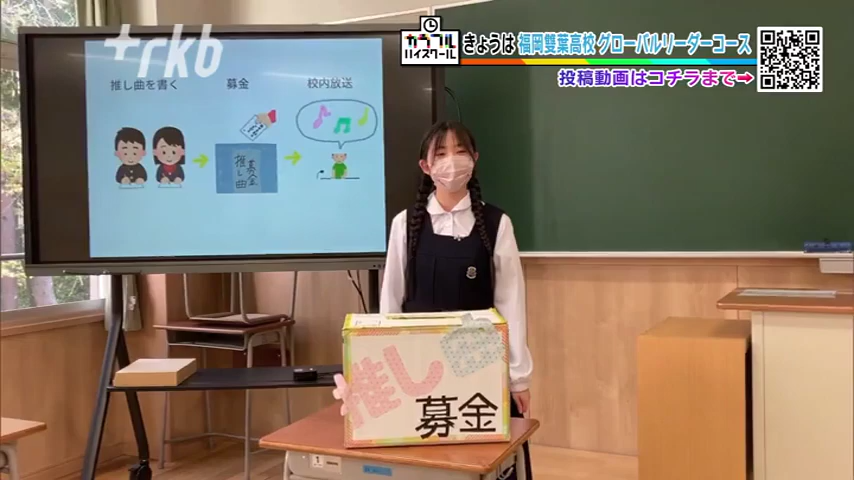 rkb
カラフル
ハイスクール
きょうは 福岡雙葉高校 グローバルリーダーコース
投稿動画はコチラまで➡
推し曲を書く
募金
校内放送
推し曲
募金
推し曲
募金
1